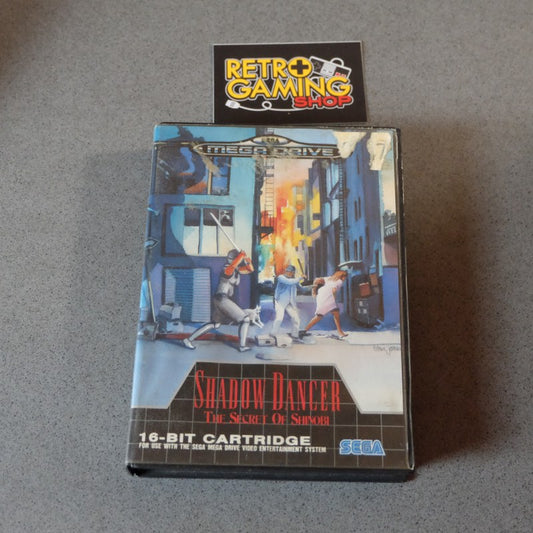 RETRO
GAMING
SHOP
SEGA
MEGA DRIVE
SHADOW DANCER
THE SECRET OF SHINOBI
16-BIT CARTRIDGE
FOR USE WITH THE SEGA MEGA DRIVE VIDEO ENTERTAINMENT SYSTEM
SEGA